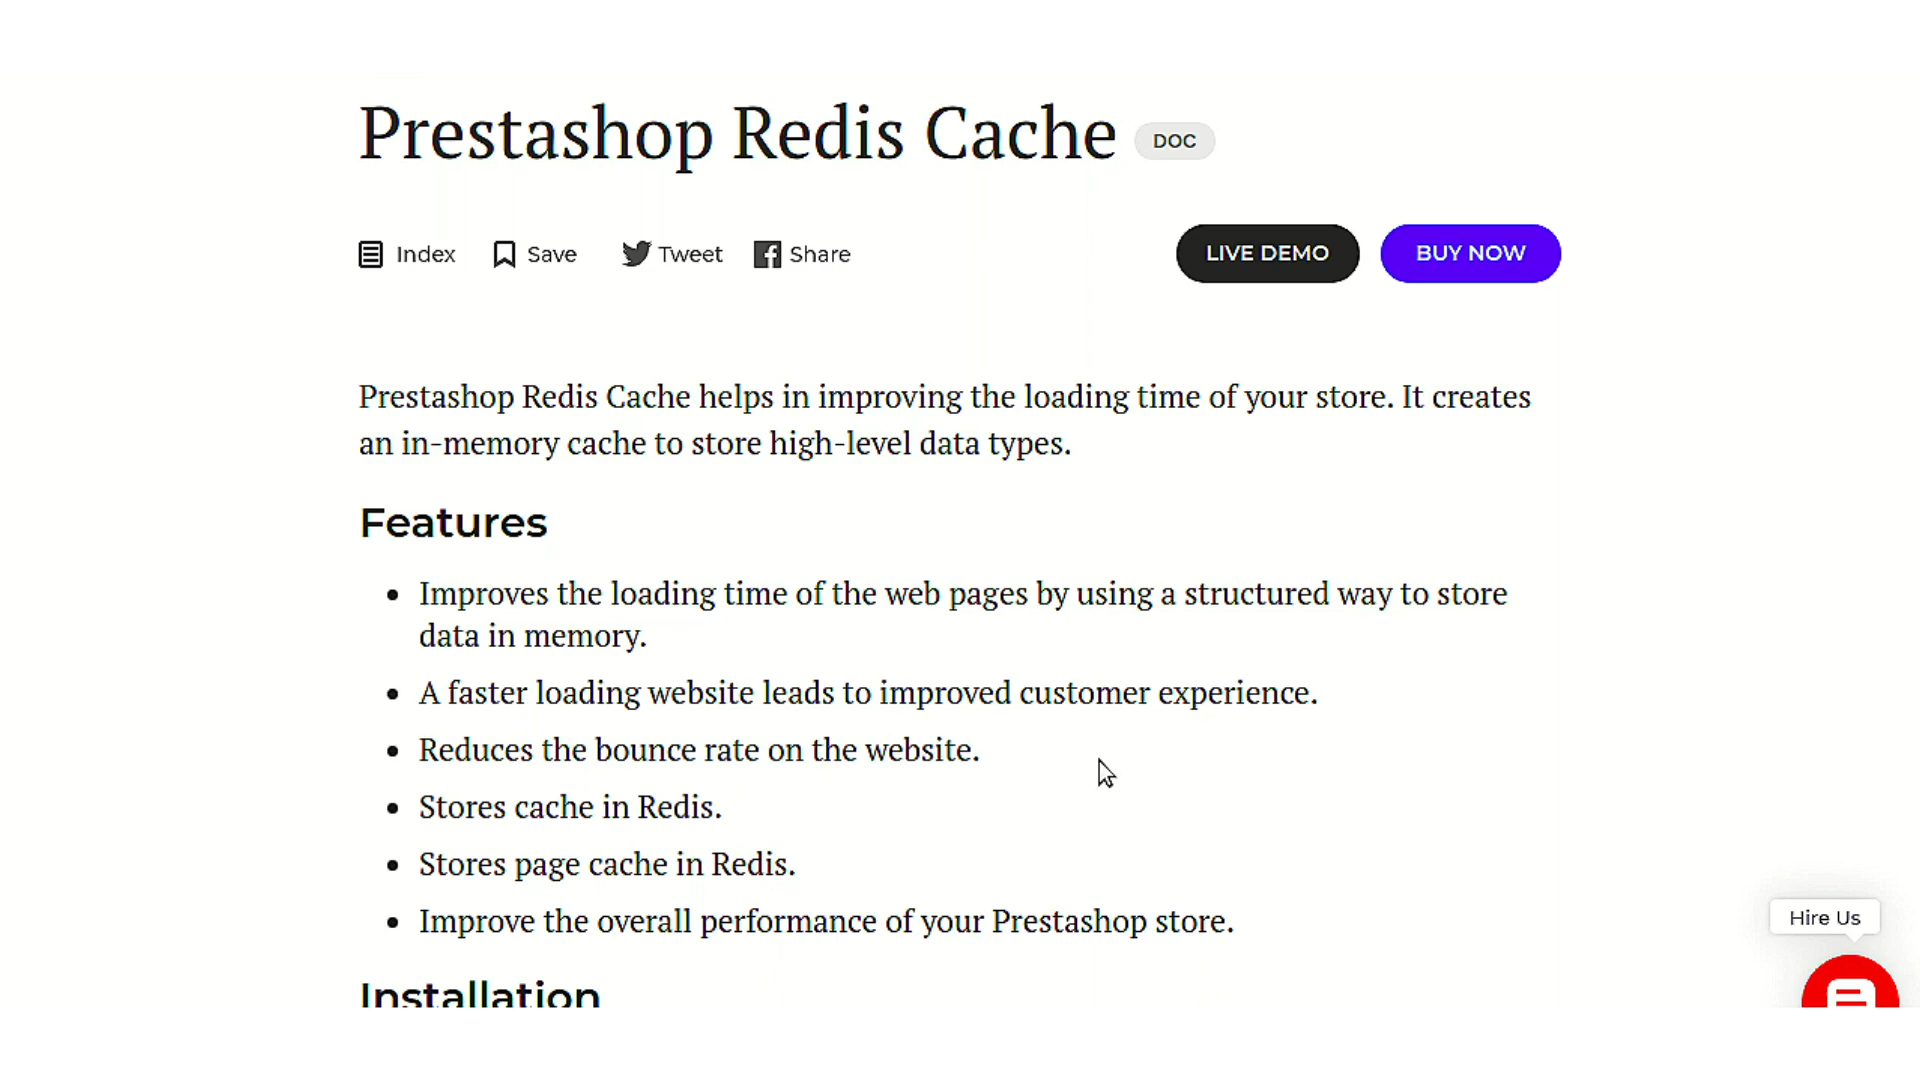 Prestashop Redis Cache DOC
Index Save Tweet Share LIVE DEMO BUY NOW
Prestashop Redis Cache helps in improving the loading time of your store. It creates
an in-memory cache to store high-level data types.
Features
• Improves the loading time of the web pages by using a structured way to store
data in memory.
• A faster loading website leads to improved customer experience.
• Reduces the bounce rate on the website.
• Stores cache in Redis.
• Stores page cache in Redis.
• Improve the overall performance of your Prestashop store.
Hire Us
Installation